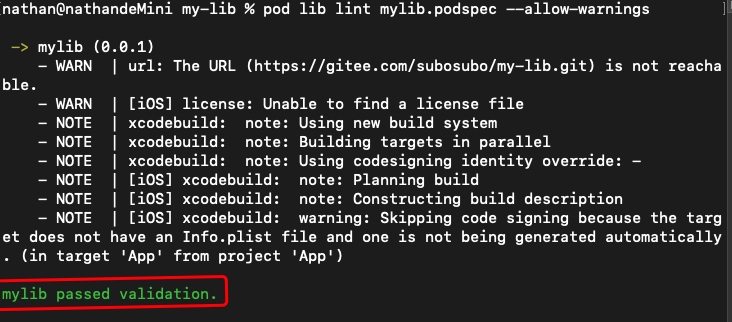 [nathan@nathandeMini my-lib % pod lib lint mylib.podspec --allow-warnings
-> mylib (0.0.1)
- WARN | url: The URL (https://gitee.com/subosubo/my-lib.git) is not reacha
ble.
- WARN | [iOS] license: Unable to find a license file
- NOTE | xcodebuild:  note: Using new build system
- NOTE | xcodebuild:  note: Building targets in parallel
- NOTE | xcodebuild:  note: Using codesigning identity override: -
- NOTE | [iOS] xcodebuild:  note: Planning build
- NOTE | [iOS] xcodebuild:  note: Constructing build description
- NOTE | [iOS] xcodebuild:  warning: Skipping code signing because the targ
et does not have an Info.plist file and one is not being generated automatically
. (in target 'App' from project 'App')
mylib passed validation.